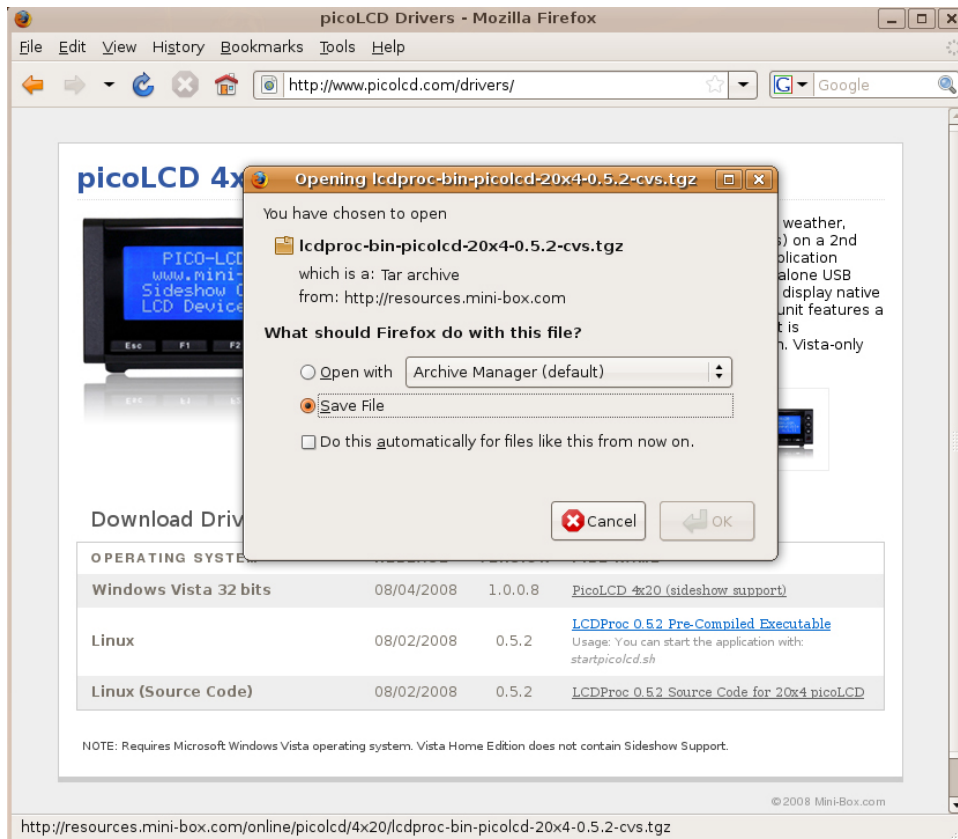 picoLCD Drivers - Mozilla Firefox
File Edit View History Bookmarks Tools Help
http://www.picolcd.com/drivers/
G Google
picoLCD 4x
Opening lcdproc-bin-picolcd-20x4-0.5.2-cvs.tgz
You have chosen to open
lcdproc-bin-picolcd-20x4-0.5.2-cvs.tgz
which is a: Tar archive
from: http://resources.mini-box.com
What should Firefox do with this file?
Open with Archive Manager (default)
Save File
Do this automatically for files like this from now on.
Cancel OK
PICO-LCD
www.mini-
Sideshow
LCD Device
Esc F1 F2
weather,
on a 2nd
alone USB
display native
unit features a
is
Vista-only
Download Driv
OPERATING SYSTE
Windows Vista 32 bits 08/04/2008 1.0.0.8 PicoLCD 4x20 (sideshow support)
Linux 08/02/2008 0.5.2 LCDProc 0.5.2 Pre-Compiled Executable
Usage: You can start the application with:
startpicolcd.sh
Linux (Source Code) 08/02/2008 0.5.2 LCDProc 0.5.2 Source Code for 20x4 picoLCD
NOTE: Requires Microsoft Windows Vista operating system. Vista Home Edition does not contain Sideshow Support.
©2008 Mini-Box.com
http://resources.mini-box.com/online/picolcd/4x20/lcdproc-bin-picolcd-20x4-0.5.2-cvs.tgz